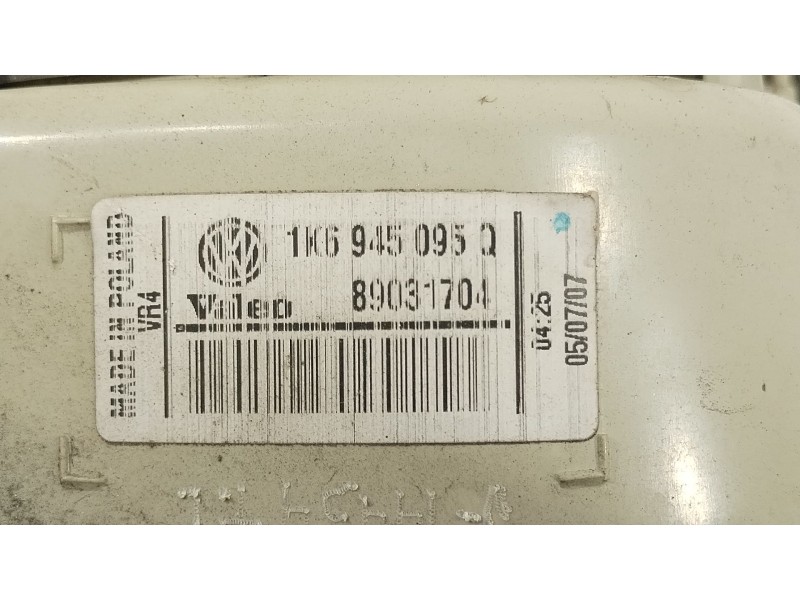 MADE IN POLAND
VR4
1K6 945 095 Q
Valeo
89031704
04:25
05/07/07